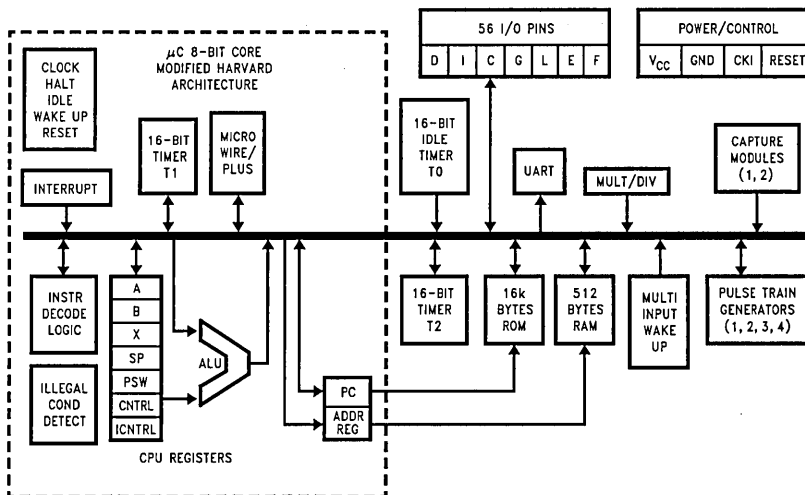 μC 8-BIT CORE
MODIFIED HARVARD
ARCHITECTURE
56 I/O PINS
D I C G L E F
POWER/CONTROL
VCC GND CKI RESET
CLOCK
HALT
IDLE
WAKE UP
RESET
16-BIT
TIMER
T1
MICRO
WIRE/
PLUS
16-BIT
IDLE
TIMER
T0
UART
MULT/DIV
CAPTURE
MODULES
(1, 2)
INTERRUPT
INSTR
DECODE
LOGIC
ILLEGAL
COND
DETECT
A
B
X
SP
PSW
CNTRL
ICNTRL
CPU REGISTERS
ALU
PC
ADDR
REG
16-BIT
TIMER
T2
16k
BYTES
ROM
512
BYTES
RAM
MULTI
INPUT
WAKE
UP
PULSE TRAIN
GENERATORS
(1, 2, 3, 4)